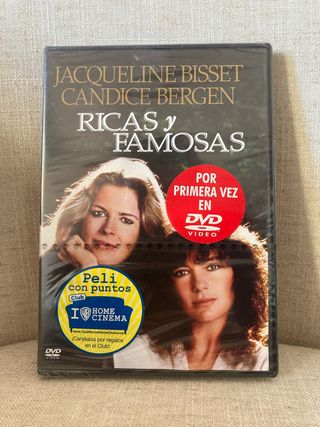 JACQUELINE BISSET
CANDICE BERGEN
RICAS y
FAMOSAS
POR
PRIMERA VEZ
EN
DVD
VIDEO
Peli
con puntos
Club
I HOME
CINEMA
¡Canjéalos por regalos
en el Club!
DVD
VIDEO